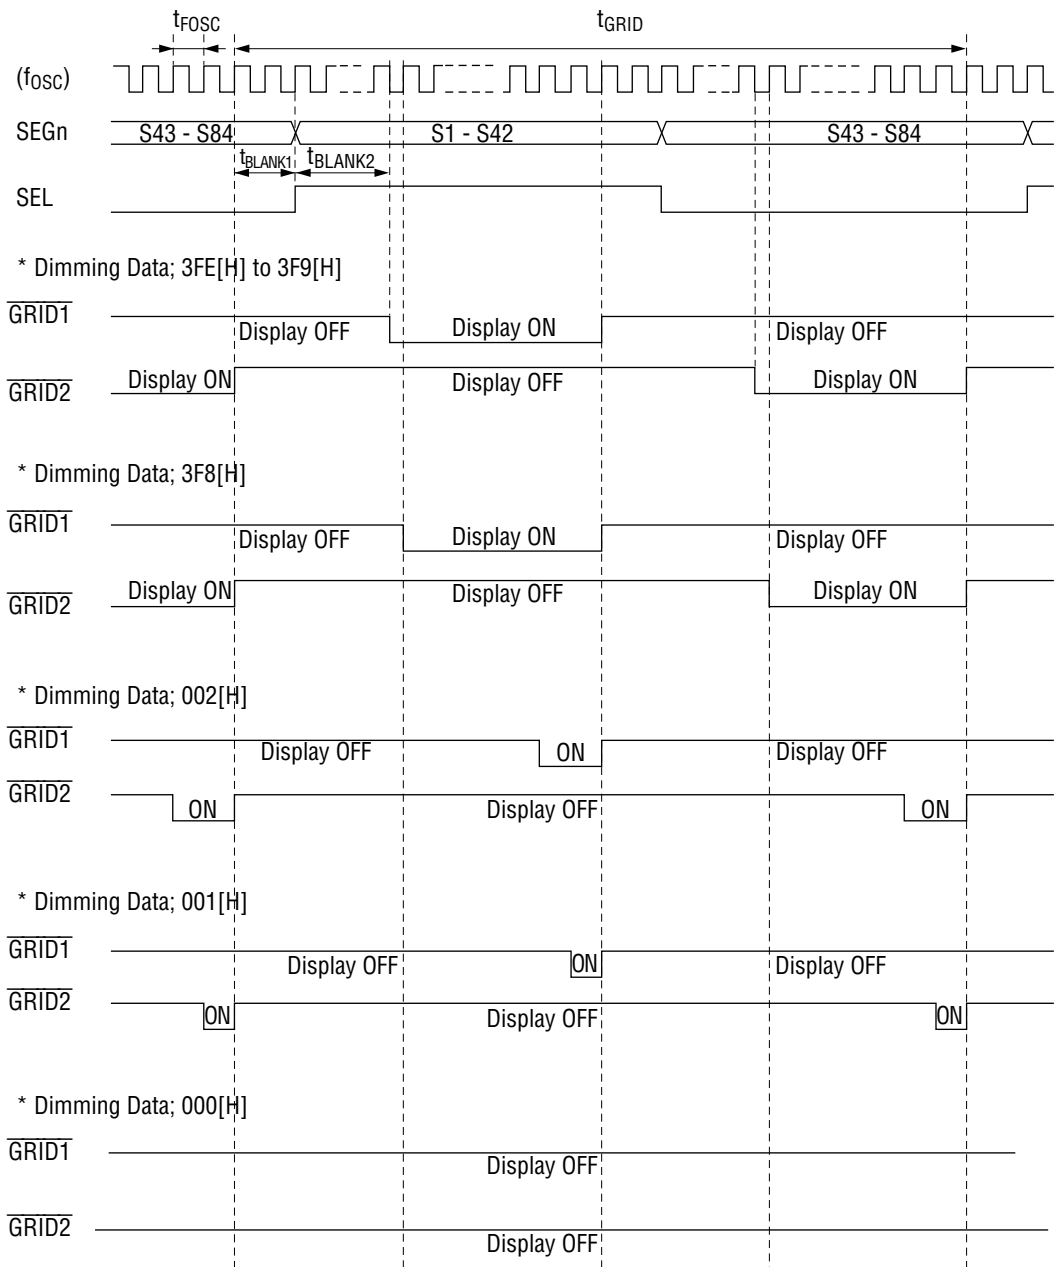 tFOSC tGRID
(fOSC)
SEGn S43 - S84 S1 - S42 S43 - S84
tBLANK1 tBLANK2
SEL
* Dimming Data; 3FE[H] to 3F9[H]
GRID1 Display OFF Display ON Display OFF
GRID2 Display ON Display OFF Display ON
* Dimming Data; 3F8[H]
GRID1 Display OFF Display ON Display OFF
GRID2 Display ON Display OFF Display ON
* Dimming Data; 002[H]
GRID1 Display OFF ON Display OFF
GRID2 ON Display OFF ON
* Dimming Data; 001[H]
GRID1 Display OFF ON Display OFF
GRID2 ON Display OFF ON
* Dimming Data; 000[H]
GRID1 Display OFF
GRID2 Display OFF